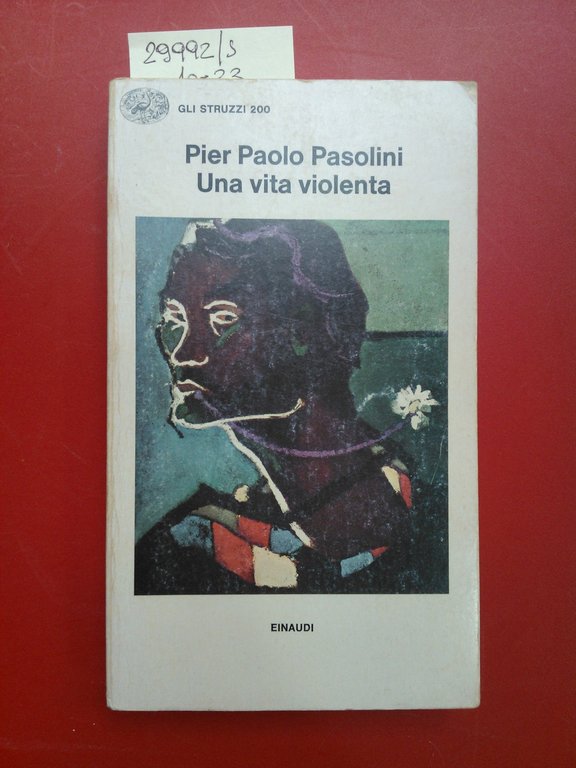 29992/S
GLI STRUZZI 200
Pier Paolo Pasolini
Una vita violenta
EINAUDI